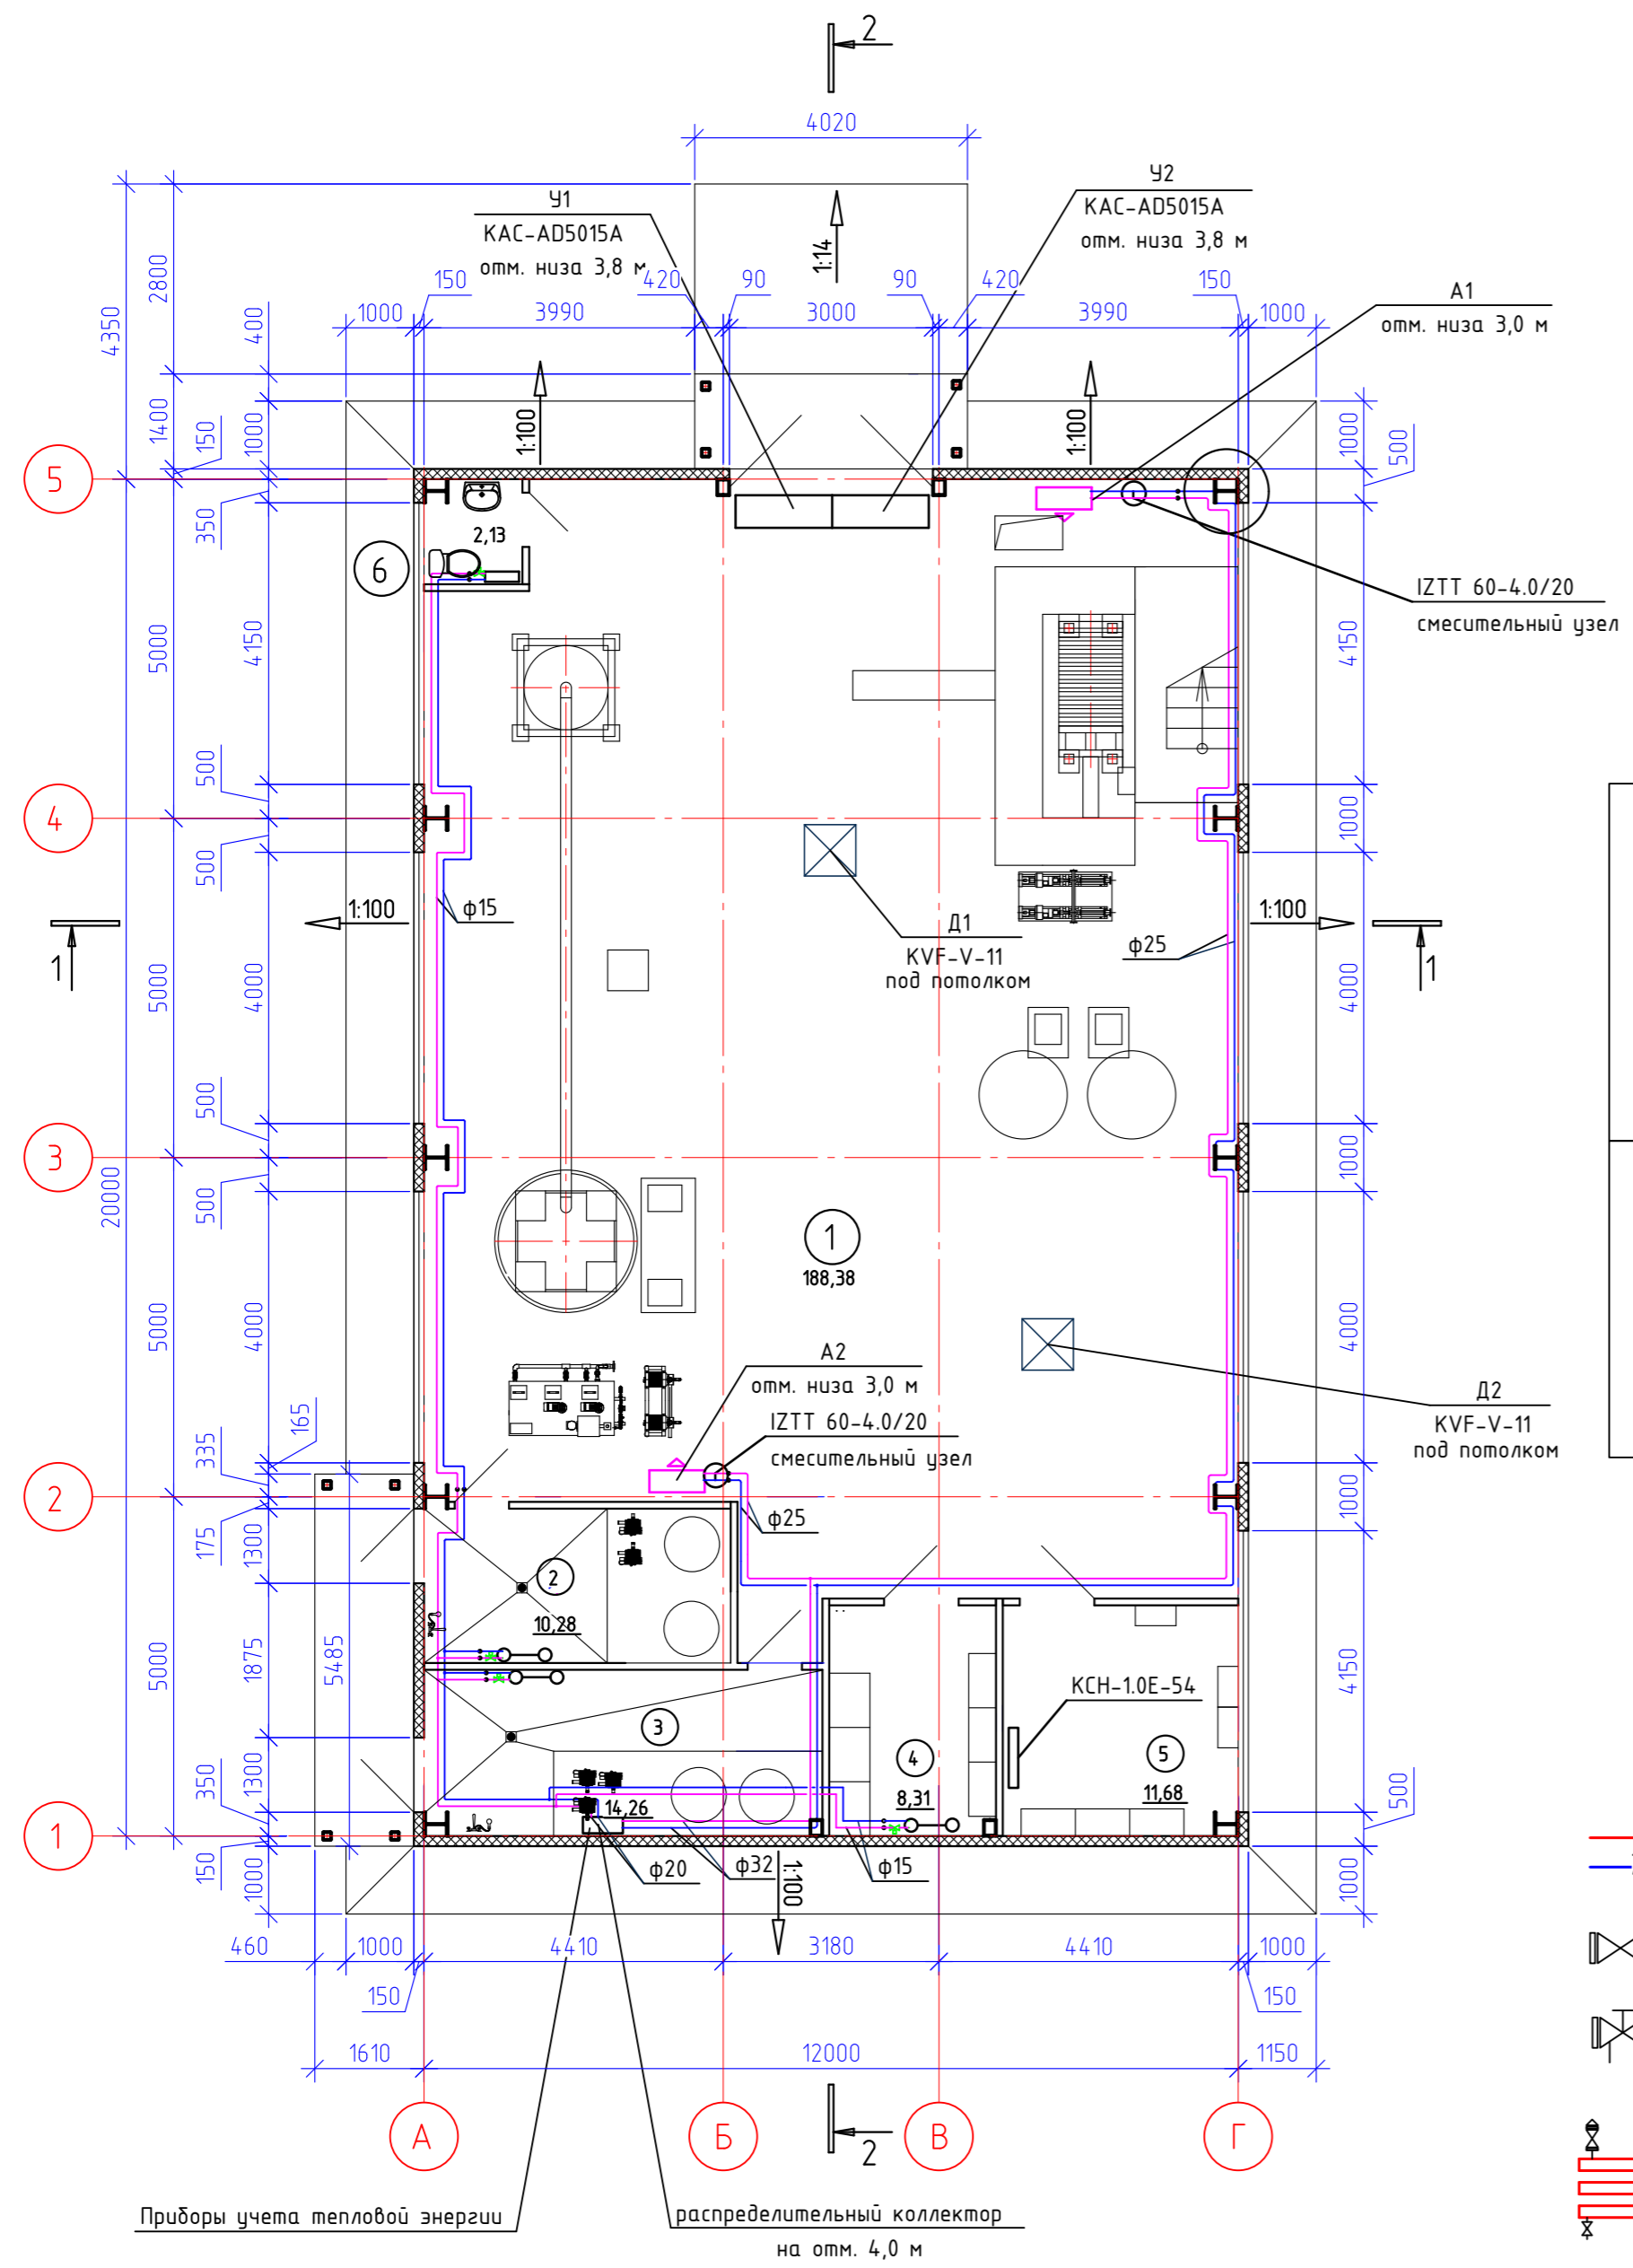 2
4020
У1
КАС-AD5015A
отм. низа 3,8 м
У2
КАС-AD5015A
отм. низа 3,8 м
А1
отм. низа 3,0 м
1:14
150
420
90
90
420
150
1000
3990
3000
3990
1000
4350
2800
400
1400
150
1000
1:100
1:100
1000
500
5
350
2,13
6
IZTT 60-4.0/20
смесительный узел
5000
4150
4150
500
4
500
1000
1:100
ф15
1:100
1
1
Д1
KVF-V-11
под потолком
ф25
5000
4000
4000
500
3
500
1000
20000
1
188,38
5000
4000
4000
А2
отм. низа 3,0 м
IZTT 60-4.0/20
смесительный узел
Д2
KVF-V-11
под потолком
165
335
2
175
1000
ф25
1300
2
10,28
5000
1875
5485
3
4
5
КСН-1.0Е-54
4150
350
1300
14,26
8,31
11,68
500
1
150
1000
ф20
ф32
ф15
1:100
1000
460
1000
4410
3180
4410
1000
150
150
1610
12000
1150
А
Б
В
Г
2
Приборы учета тепловой энергии
распределительный коллектор
на отм. 4,0 м